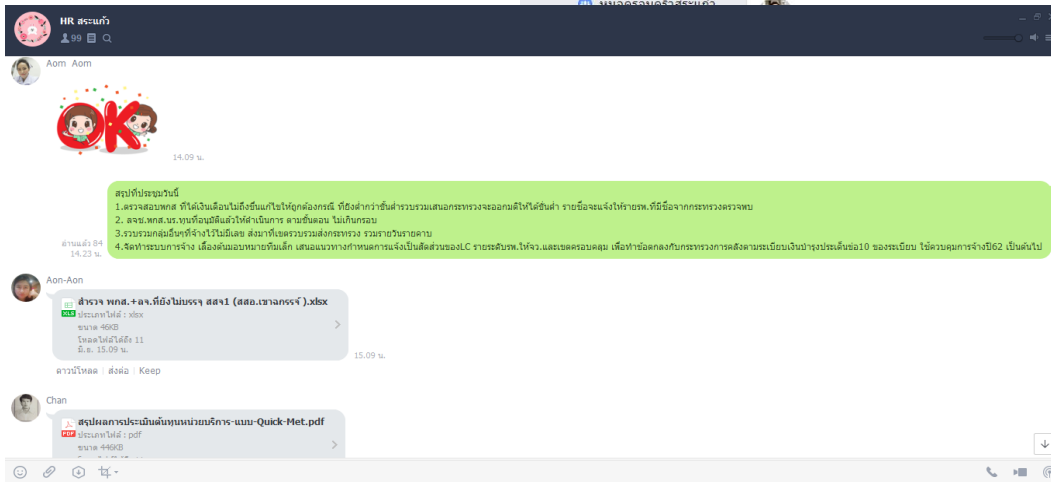 หมอครอบครัวสระแก้ว
HR สระแก้ว
99
Aom Aom
OK
14.09 น.
สรุปที่ประชุมวันนี้
1.ตรวจสอบพกส ที่ได้เงินเดือนไม่ถึงขึ้นแก้ไขให้ถูกต้องกรณี ที่ยังต่ำกว่าขั้นต่ำรวบรวมเสนอกระทรวงจะออกมติให้ได้ขั้นต่ำ รายชื่อจะแจ้งให้รายรพ.ที่มีชื่อจากกระทรวงตรวจพบ
2. ลจช.พกส.นร.ทุนที่อนุมัติแล้วให้ดำเนินการ ตามขั้นตอน ไม่เกินกรอบ
3.รวบรวมกลุ่มอื่นๆที่จ้างไว้ไม่มีเลข ส่งมาที่เขตรวบรวมส่งกระทรวง รวมรายวันรายคาบ
4.จัดทำระบบการจ้าง เลื้องต้นมอบหมายทีมเล็ก เสนอแนวทางกำหนดการแจ้งเป็นสัดส่วนของLC รายระดับรพ.ให้จว.และเขตครอบคลุม เพื่อทำข้อตกลงกับกระทรวงการคลังตามระเบียบเงินบำรุงประเด็นข้อ10 ของระเบียบ ใช้ควบคุมการจ้างปี62 เป็นต้นไป
อ่านแล้ว 84
14.23 น.
Aon-Aon
สำรวจ พกส.+ลจ.ที่ยังไม่บรรจุ สสจ1 (สสอ.เขาฉกรรจ์ ).xlsx
XLS
ประเภทไฟล์ : xlsx
ขนาด 46KB
โหลดไฟล์ได้ถึง 11
มิ.ย. 15.09 น.
15.09 น.
ดาวน์โหลด | ส่งต่อ | Keep
Chan
สรุปผลการประเมินต้นทุนหน่วยบริการ-แบบ-Quick-Met.pdf
PDF
ประเภทไฟล์ : pdf
ขนาด 446KB